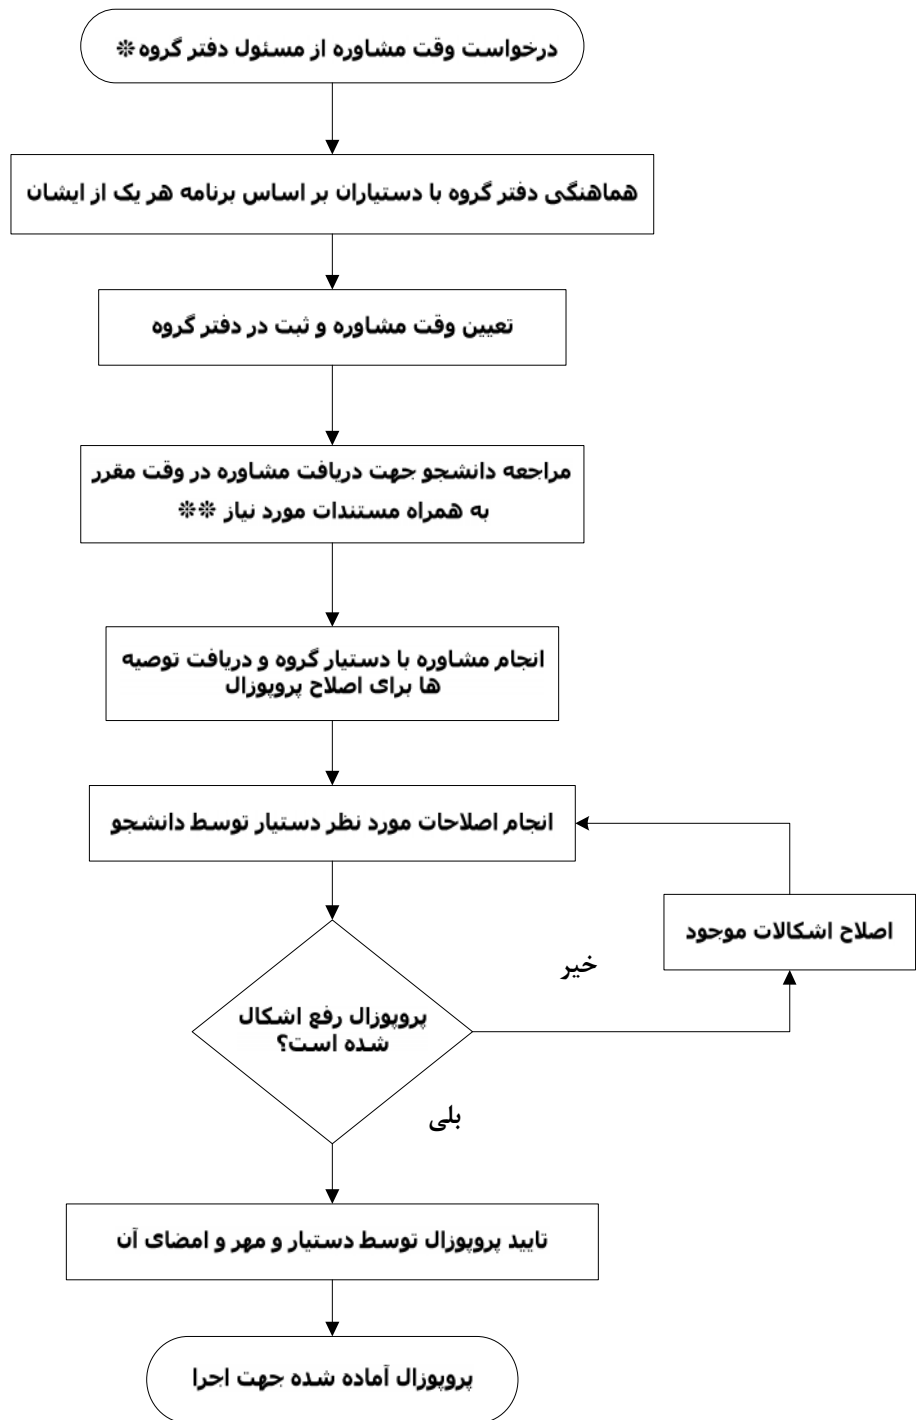 درخواست وقت مشاوره از مسئول دفتر گروه ❊
هماهنگی دفتر گروه با دستیاران بر اساس برنامه هر یک از ایشان
تعیین وقت مشاوره و ثبت در دفتر گروه
مراجعه دانشجو جهت دریافت مشاوره در وقت مقرر
به همراه مستندات مورد نیاز ❊❊
انجام مشاوره با دستیار گروه و دریافت توصیه
ها برای اصلاح پروپوزال
انجام اصلاحات مورد نظر دستیار توسط دانشجو
اصلاح اشکالات موجود
خیر
پروپوزال رفع اشکال
شده است؟
بلی
تایید پروپوزال توسط دستیار و مهر و امضای آن
پروپوزال آماده شده جهت اجرا